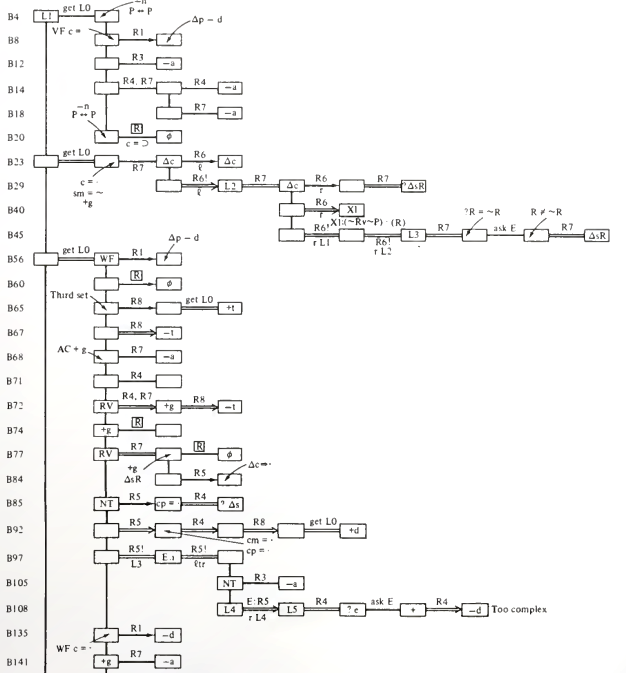 ~n
B4 L1 get L0 P ↔ P
Δp − d
VF c =
B8 R1
B12 R3 −a
B14 R4, R7 R4 −a
B18 R7 −a
−n
P ↔ P
B20 R φ
c = ⊃
B23 get L0 R7 Δc R6 ℓ Δc
c = ·
sm = ~
+g
B29 R6! ℓ L2 R7 Δc R6 r R7 ?ΔsR
B40 R6 r X1
X1:(~Rv~P) · (R)
B45 R6! r L1 R6! r L2 L3 R7 ?R = ~R ask E R ≠ ~R R7 ΔsR
B56 get L0 WF R1 Δp − d
B60 R φ
Third set
B65 R8 get L0 +t
B67 R8 −t
AC + g
B68 R7 −a
B71 R4
B72 RV R4, R7 +g R8 −t
B74 +g R
B77 RV R7 R φ
+g
ΔsR
Δc ⇒ ·
B84 R5
B85 NT R5 cp = · R4 ? Δs
B92 R5 R4 R8 get L0 +d
cm = ·
cp = ·
B97 R5! L3 R5! ℓtr
B105 NT R3 −a
B108 L4 E:R5 r L4 L5 R4 ? e ask E + R4 −d Too complex
B135 R1 −d
WF c = ·
B141 +g R7 −a